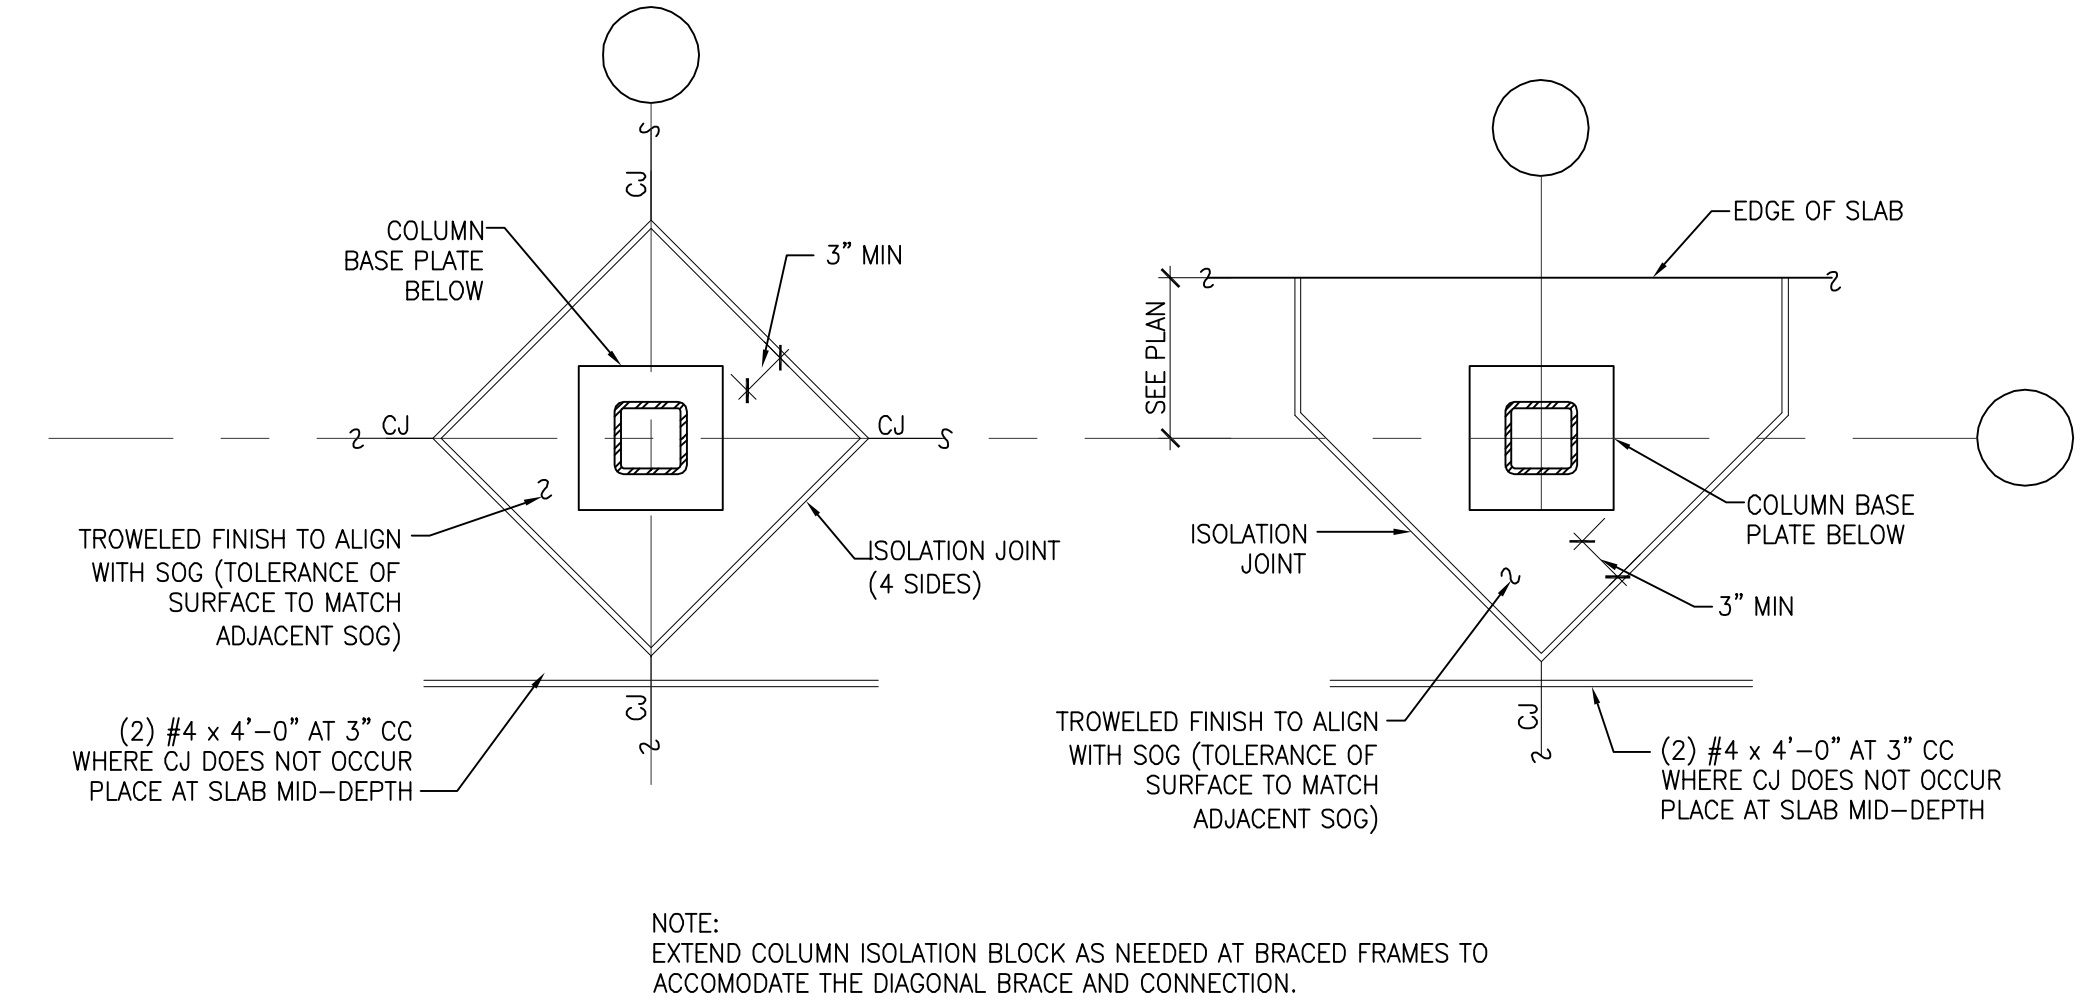 CJ
COLUMN
BASE PLATE
BELOW
3” MIN
CJ
CJ
TROWELED FINISH TO ALIGN
WITH SOG (TOLERANCE OF
SURFACE TO MATCH
ADJACENT SOG)
ISOLATION JOINT
(4 SIDES)
CJ
(2) #4 x 4’-0” AT 3” CC
WHERE CJ DOES NOT OCCUR
PLACE AT SLAB MID-DEPTH
EDGE OF SLAB
SEE PLAN
COLUMN BASE
PLATE BELOW
ISOLATION
JOINT
3” MIN
TROWELED FINISH TO ALIGN
WITH SOG (TOLERANCE OF
SURFACE TO MATCH
ADJACENT SOG)
CJ
(2) #4 x 4’-0” AT 3” CC
WHERE CJ DOES NOT OCCUR
PLACE AT SLAB MID-DEPTH
NOTE:
EXTEND COLUMN ISOLATION BLOCK AS NEEDED AT BRACED FRAMES TO
ACCOMODATE THE DIAGONAL BRACE AND CONNECTION.